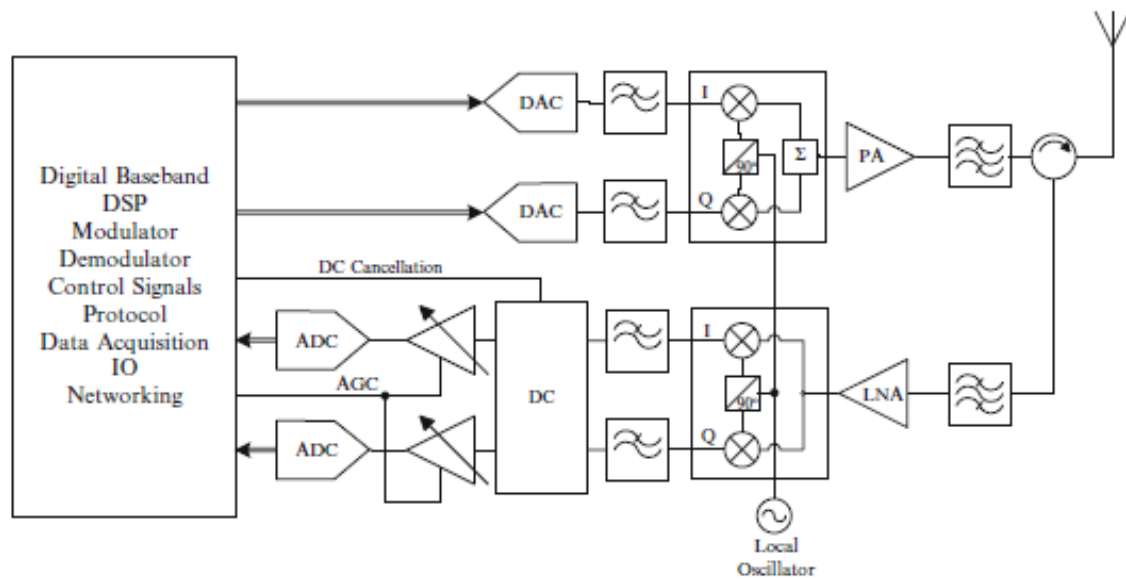 Digital Baseband
DSP
Modulator
Demodulator
Control Signals
Protocol
Data Acquisition
IO
Networking
DAC
I
90°
Σ
PA
DAC
Q
DC Cancellation
ADC
AGC
ADC
DC
I
90°
Q
LNA
Local
Oscillator